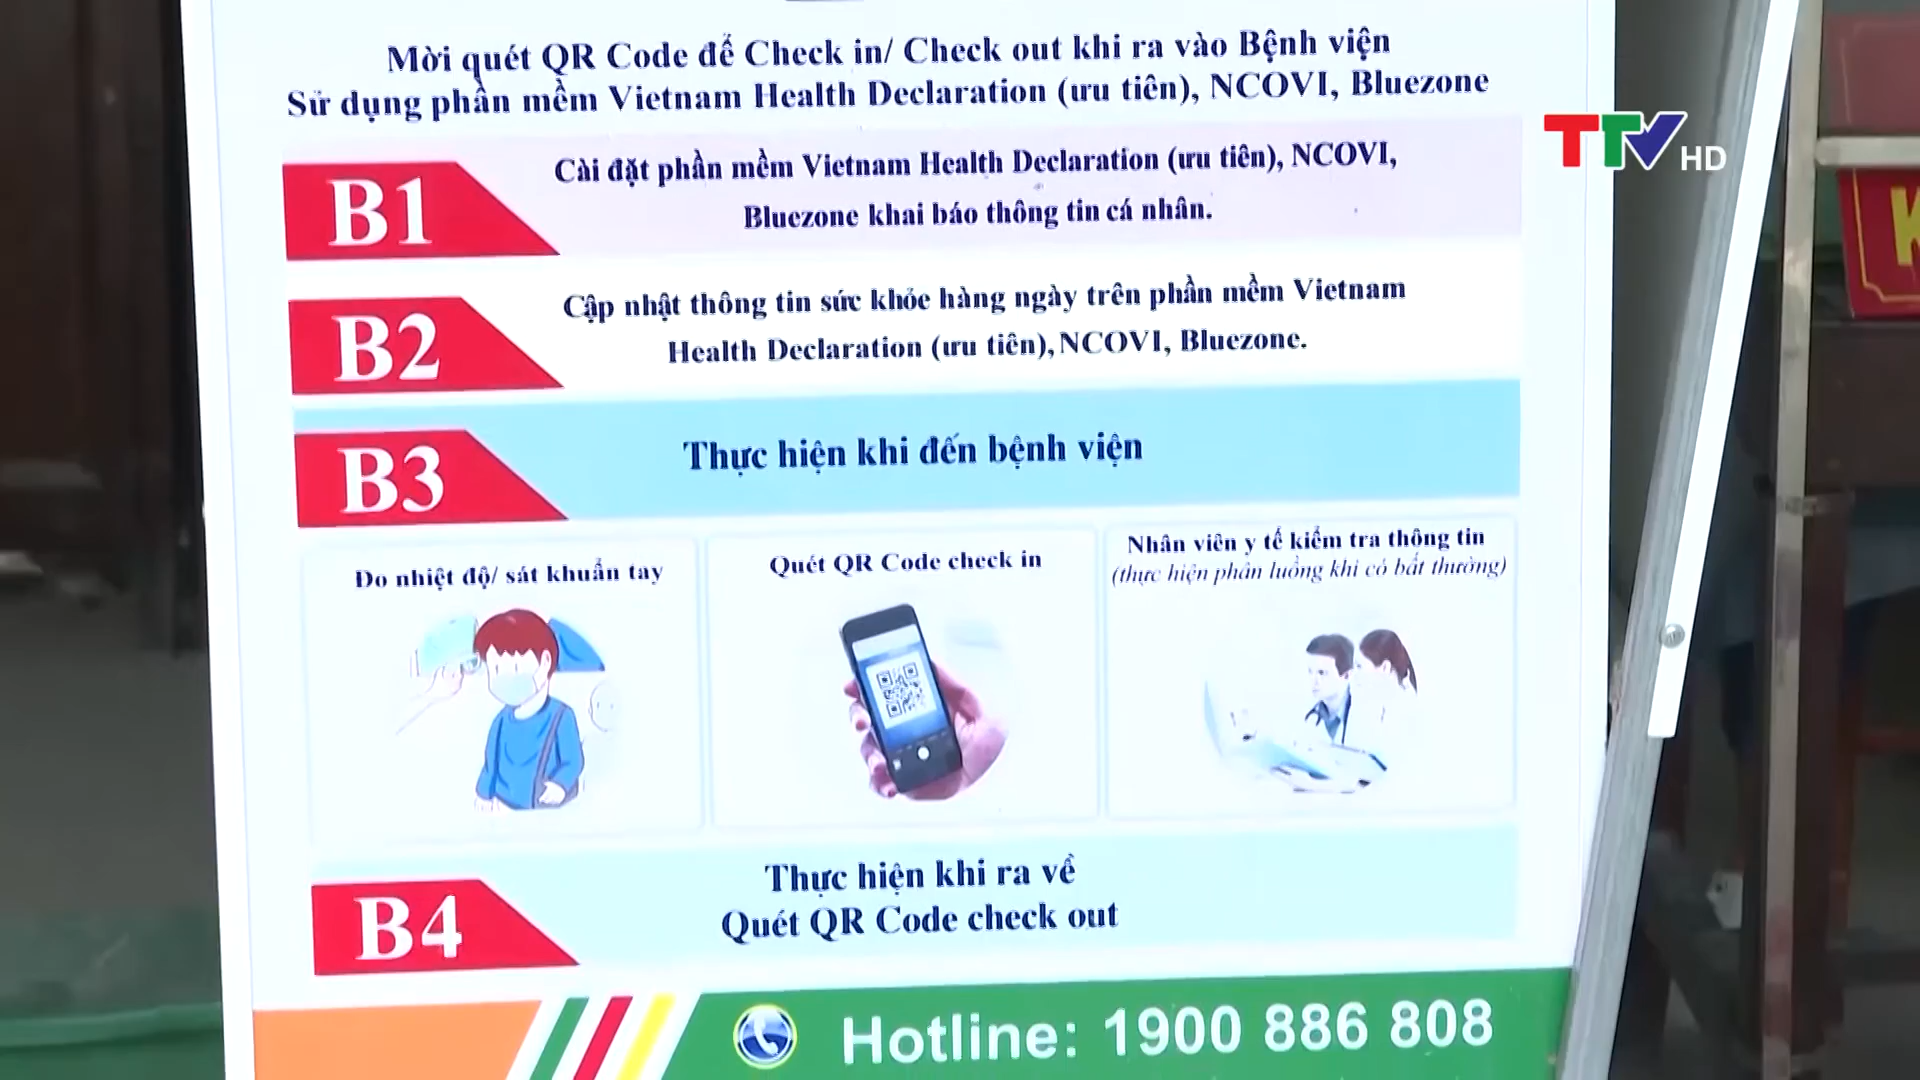 Mời quét QR Code để Check in/ Check out khi ra vào Bệnh viện
Sử dụng phần mềm Vietnam Health Declaration (ưu tiên), NCOVI, Bluezone
TTV HD
B1
Cài đặt phần mềm Vietnam Health Declaration (ưu tiên), NCOVI,
Bluezone khai báo thông tin cá nhân.
B2
Cập nhật thông tin sức khỏe hàng ngày trên phần mềm Vietnam
Health Declaration (ưu tiên), NCOVI, Bluezone.
B3
Thực hiện khi đến bệnh viện
Đo nhiệt độ/ sát khuẩn tay
Quét QR Code check in
Nhân viên y tế kiểm tra thông tin
(thực hiện phân luồng khi có bất thường)
B4
Thực hiện khi ra về
Quét QR Code check out
Hotline: 1900 886 808